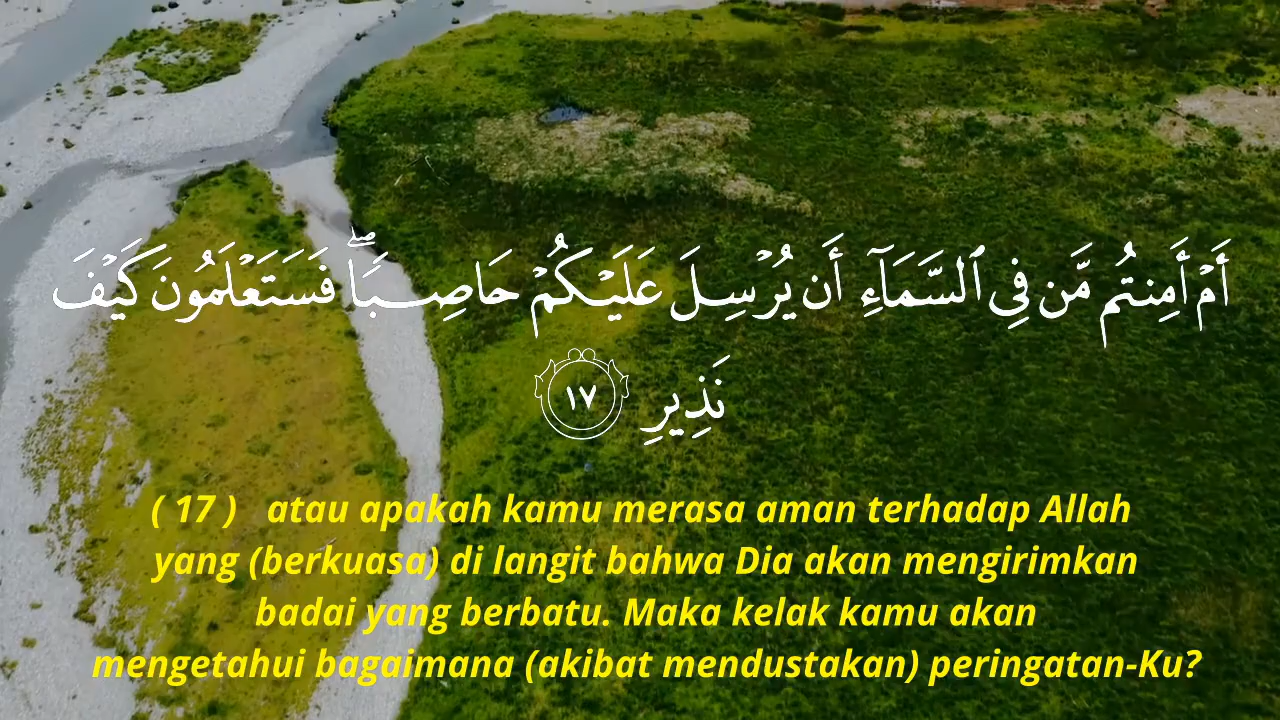 أَمْ أَمِنتُم مَّن فِي ٱلسَّمَآءِ أَن يُرْسِلَ عَلَيْكُمْ حَاصِبًا ۖ فَسَتَعْلَمُونَ كَيْفَ
نَذِيرِ ١٧
( 17 ) atau apakah kamu merasa aman terhadap Allah
yang (berkuasa) di langit bahwa Dia akan mengirimkan
badai yang berbatu. Maka kelak kamu akan
mengetahui bagaimana (akibat mendustakan) peringatan-Ku?